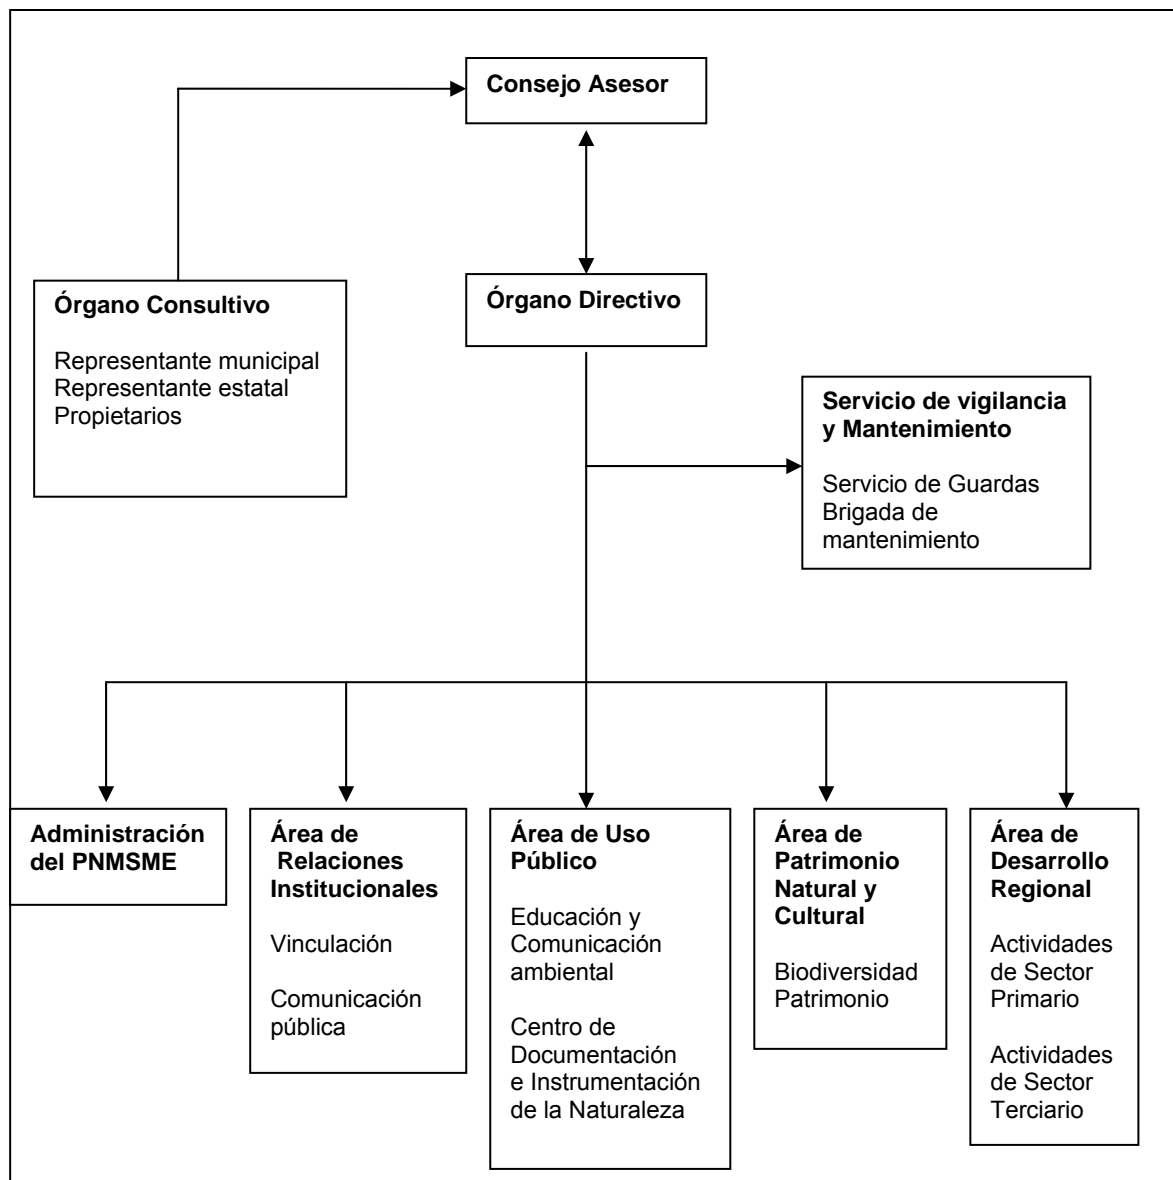 Consejo Asesor
Órgano Consultivo
Representante municipal
Representante estatal
Propietarios
Órgano Directivo
Servicio de vigilancia
y Mantenimiento
Servicio de Guardas
Brigada de
mantenimiento
Administración
del PNMSME
Área de
Relaciones
Institucionales
Vinculación
Comunicación
pública
Área de Uso
Público
Educación y
Comunicación
ambiental
Centro de
Documentación
e Instrumentación
de la Naturaleza
Área de
Patrimonio
Natural y
Cultural
Biodiversidad
Patrimonio
Área de
Desarrollo
Regional
Actividades
de Sector
Primario
Actividades
de Sector
Terciario